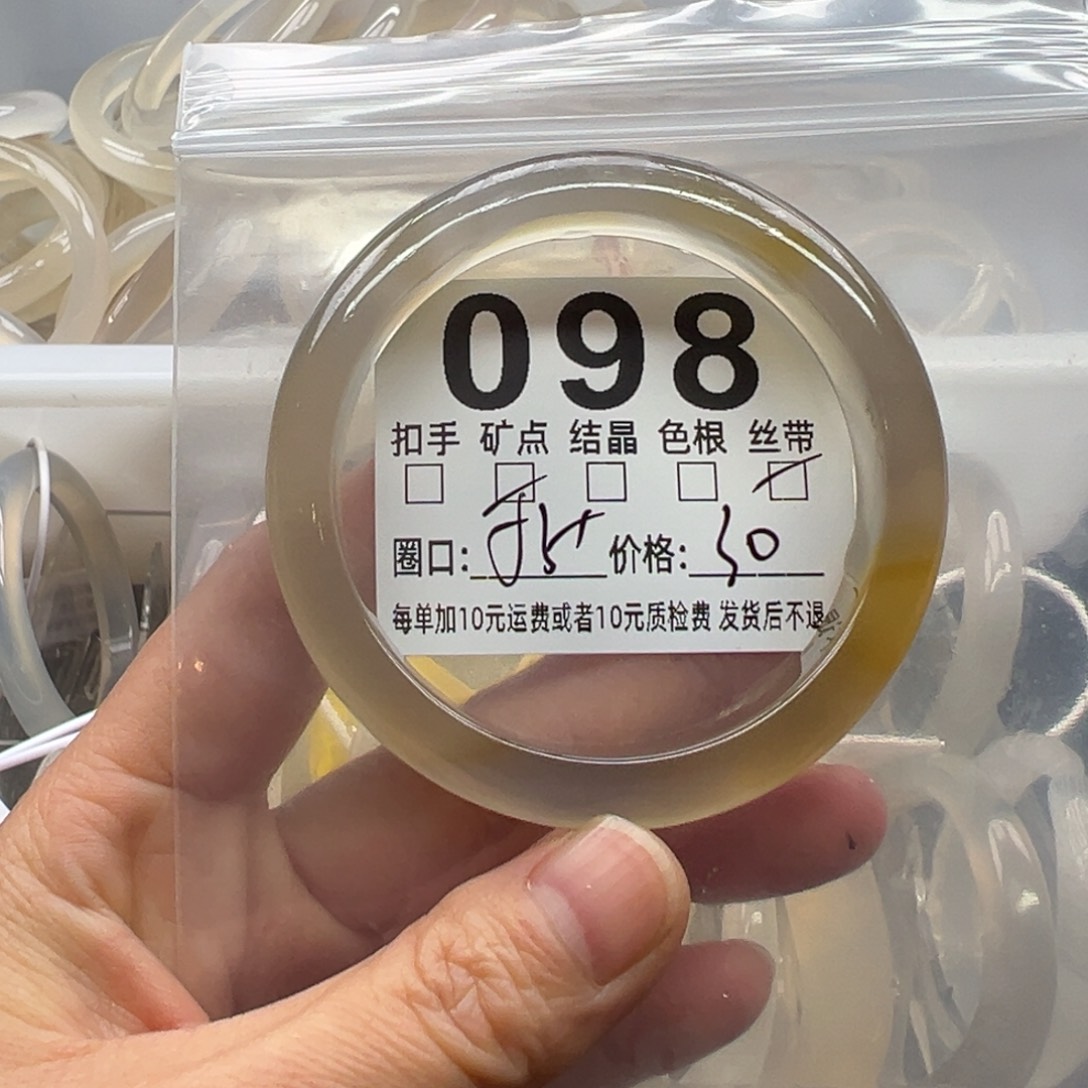 098
扣手 矿点 结晶 色根 丝带
圈口: 价格:
每单加10元运费或者10元质检费 发货后不退